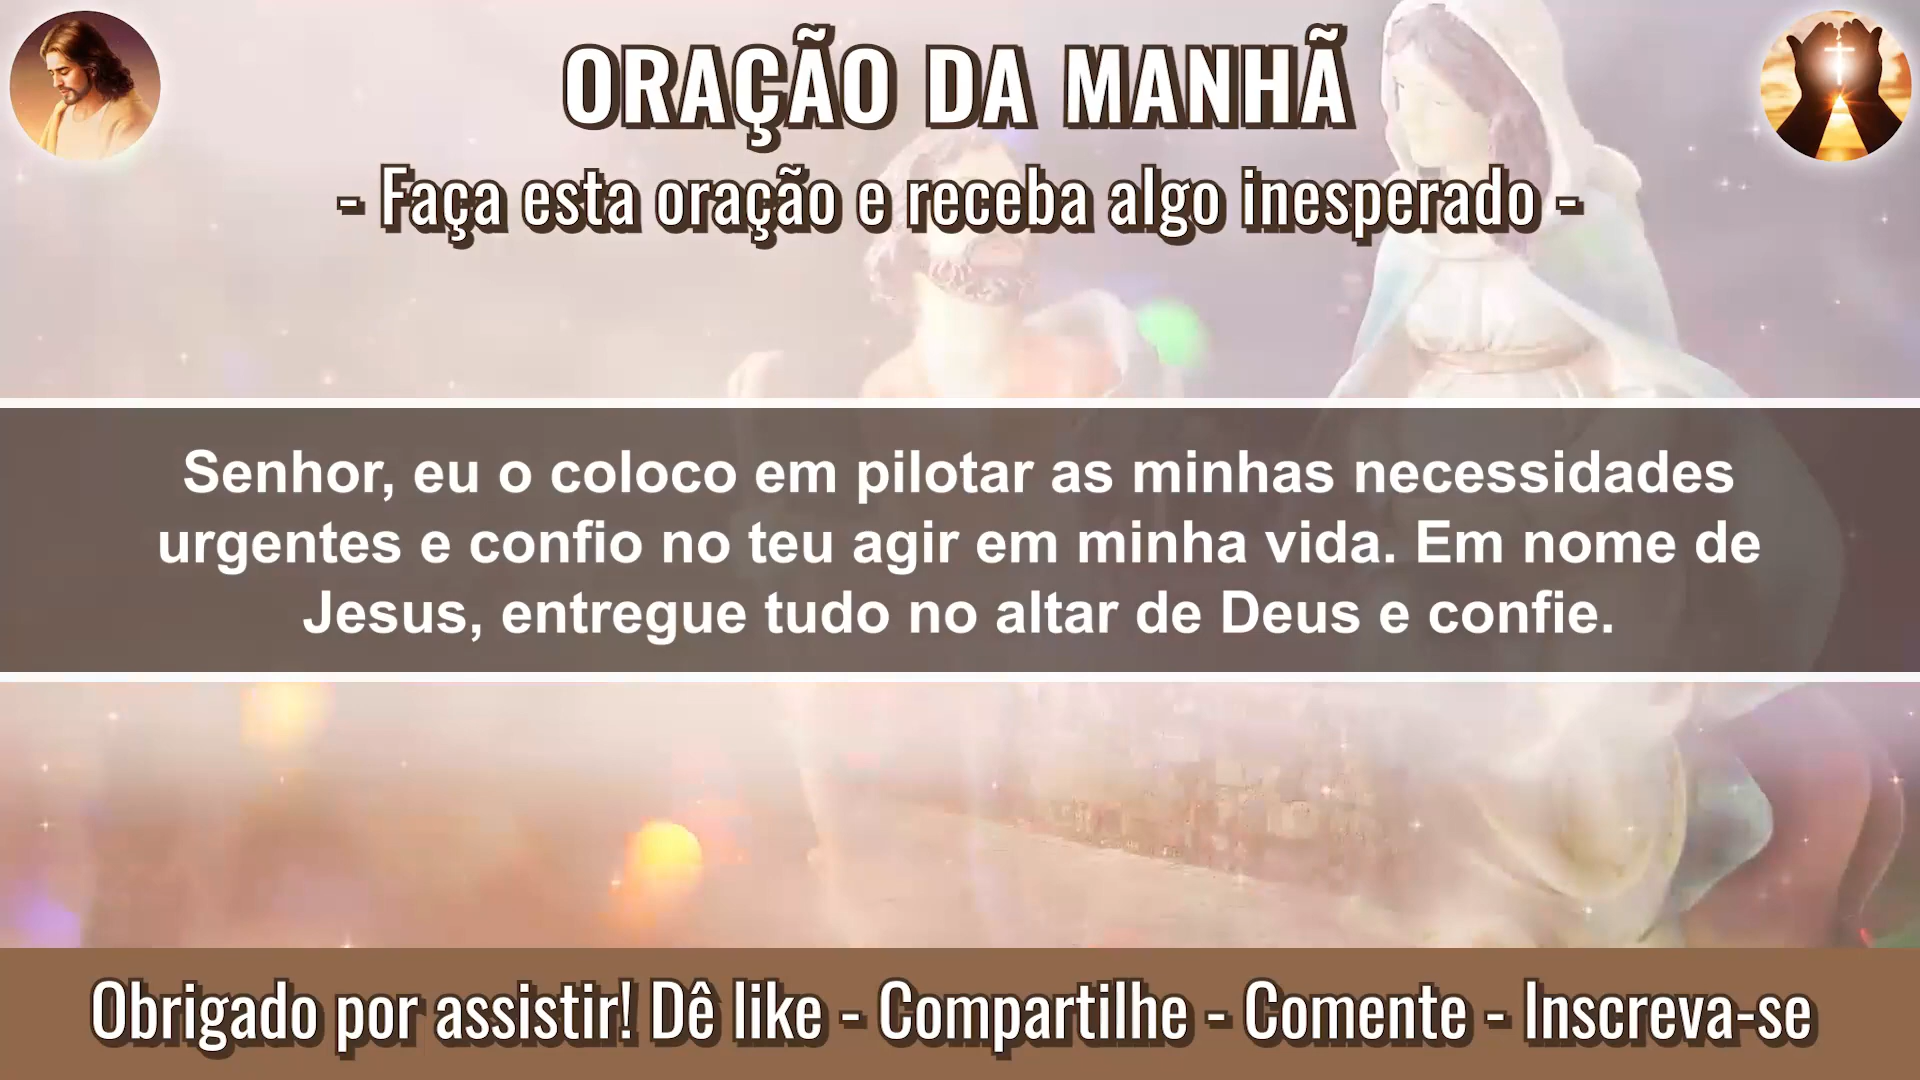 ORAÇÃO DA MANHÃ
- Faça esta oração e receba algo inesperado -
Senhor, eu o coloco em pilotar as minhas necessidades
urgentes e confio no teu agir em minha vida. Em nome de
Jesus, entregue tudo no altar de Deus e confie.
Obrigado por assistir! Dê like - Compartilhe - Comente - Inscreva-se